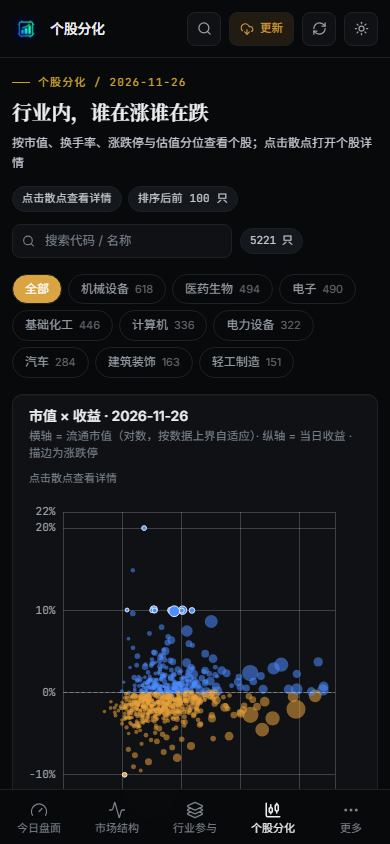 个股分化
更新
个股分化 / 2026-11-26
行业内，谁在涨谁在跌
按市值、换手率、涨跌停与估值分位查看个股；点击散点打开个股详
情
点击散点查看详情
排序后前 100 只
搜索代码 / 名称
5221 只
全部
机械设备 618
医药生物 494
电子 490
基础化工 446
计算机 336
电力设备 322
汽车 284
建筑装饰 163
轻工制造 151
市值 × 收益 · 2026-11-26
横轴 = 流通市值（对数，按数据上界自适应）· 纵轴 = 当日收益 ·
描边为涨跌停
点击散点查看详情
22%
20%
10%
0%
-10%
今日盘面
市场结构
行业参与
个股分化
更多